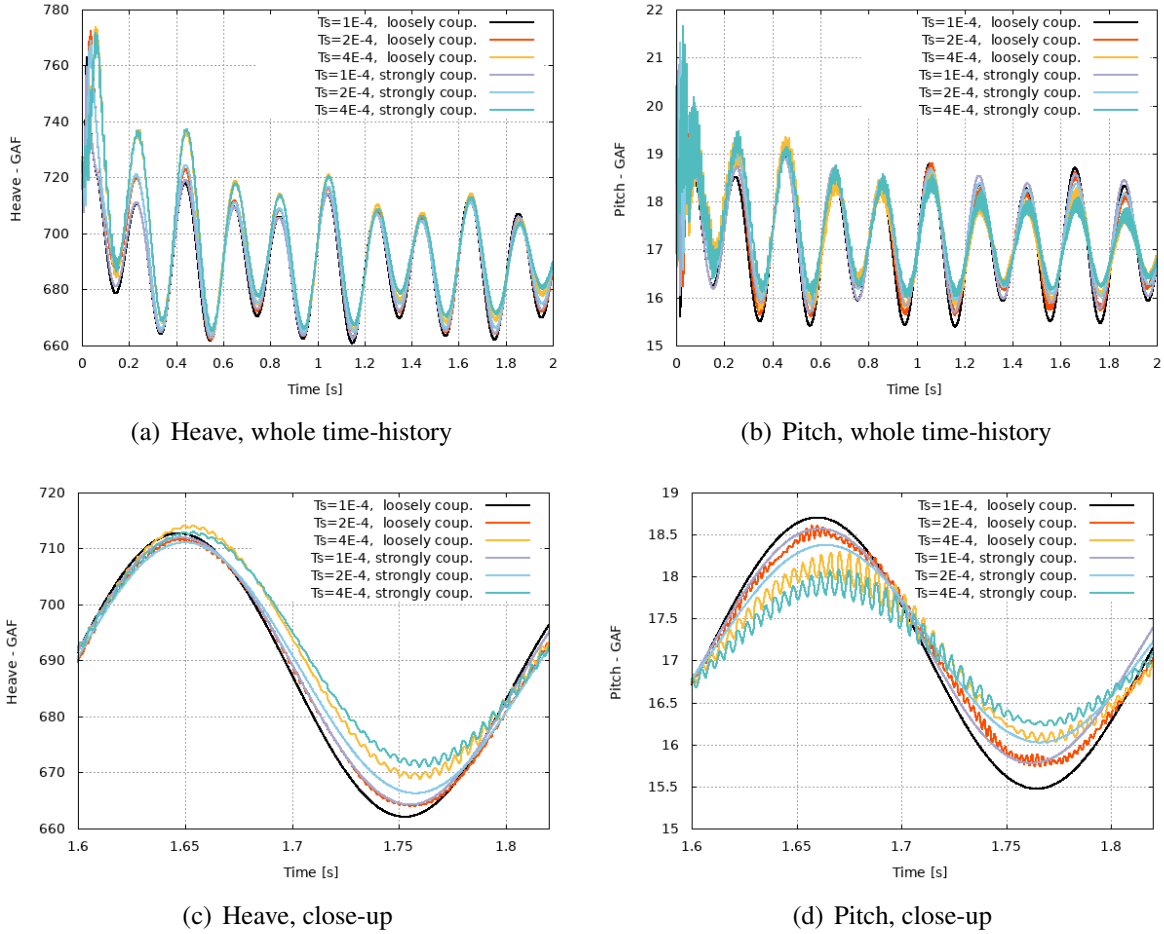 780
760
740
720
700
680
660
Heave - GAF
0 0.2 0.4 0.6 0.8 1 1.2 1.4 1.6 1.8 2
Time [s]
Ts=1E-4, loosely coup.
Ts=2E-4, loosely coup.
Ts=4E-4, loosely coup.
Ts=1E-4, strongly coup.
Ts=2E-4, strongly coup.
Ts=4E-4, strongly coup.
(a) Heave, whole time-history
22
21
20
19
18
17
16
15
Pitch - GAF
0 0.2 0.4 0.6 0.8 1 1.2 1.4 1.6 1.8 2
Time [s]
Ts=1E-4, loosely coup.
Ts=2E-4, loosely coup.
Ts=4E-4, loosely coup.
Ts=1E-4, strongly coup.
Ts=2E-4, strongly coup.
Ts=4E-4, strongly coup.
(b) Pitch, whole time-history
720
710
700
690
680
670
660
Heave - GAF
1.6 1.65 1.7 1.75 1.8
Time [s]
Ts=1E-4, loosely coup.
Ts=2E-4, loosely coup.
Ts=4E-4, loosely coup.
Ts=1E-4, strongly coup.
Ts=2E-4, strongly coup.
Ts=4E-4, strongly coup.
(c) Heave, close-up
19
18.5
18
17.5
17
16.5
16
15.5
15
Pitch - GAF
1.6 1.65 1.7 1.75 1.8
Time [s]
Ts=1E-4, loosely coup.
Ts=2E-4, loosely coup.
Ts=4E-4, loosely coup.
Ts=1E-4, strongly coup.
Ts=2E-4, strongly coup.
Ts=4E-4, strongly coup.
(d) Pitch, close-up